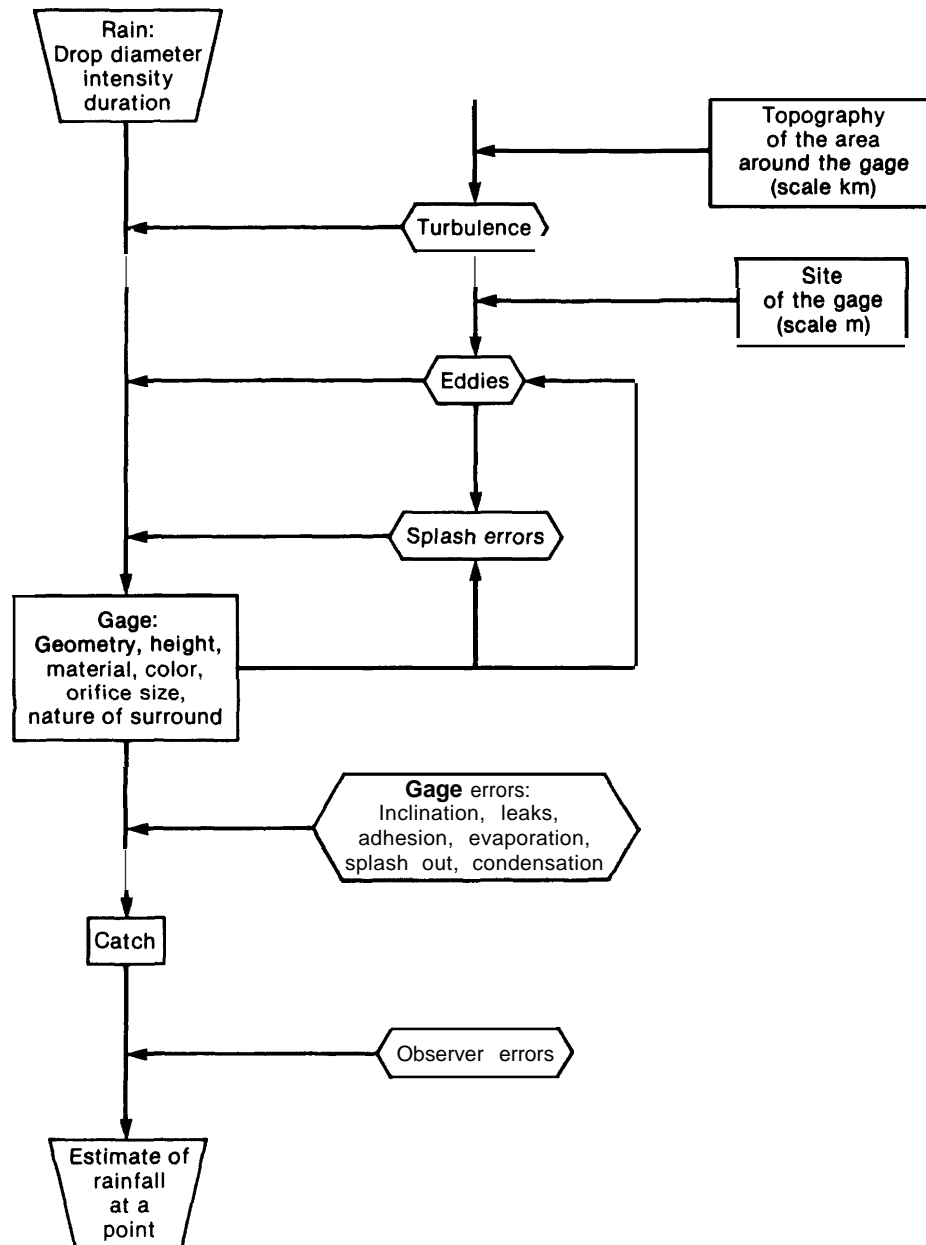 Rain:
Drop diameter
intensity
duration
Topography
of the area
around the gage
(scale km)
Turbulence
Site
of the gage
(scale m)
Eddies
Splash errors
Gage:
Geometry, height,
material, color,
orifice size,
nature of surround
Gage errors:
Inclination, leaks,
adhesion, evaporation,
splash out, condensation
Catch
Observer errors
Estimate of
rainfall
at a
point